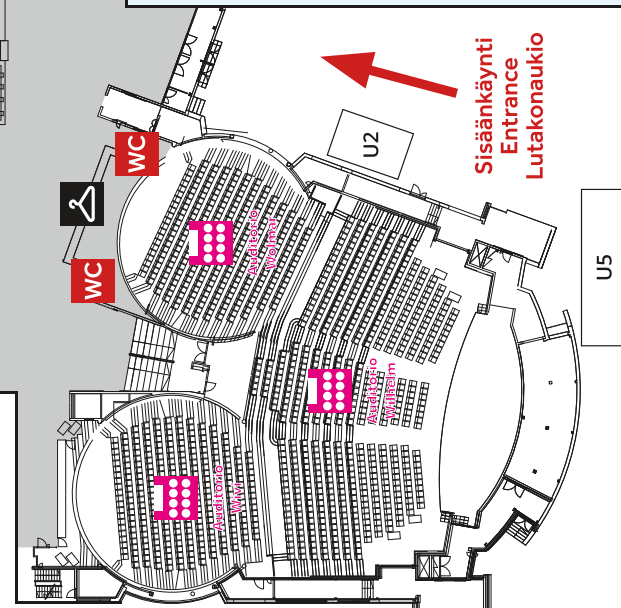 Sisäänkäynti
Entrance
Lutakonaukio
U2
WC
WC
Auditorio
Wolmar
U5
Auditorio
Wilhelm
Auditorio
Wivi